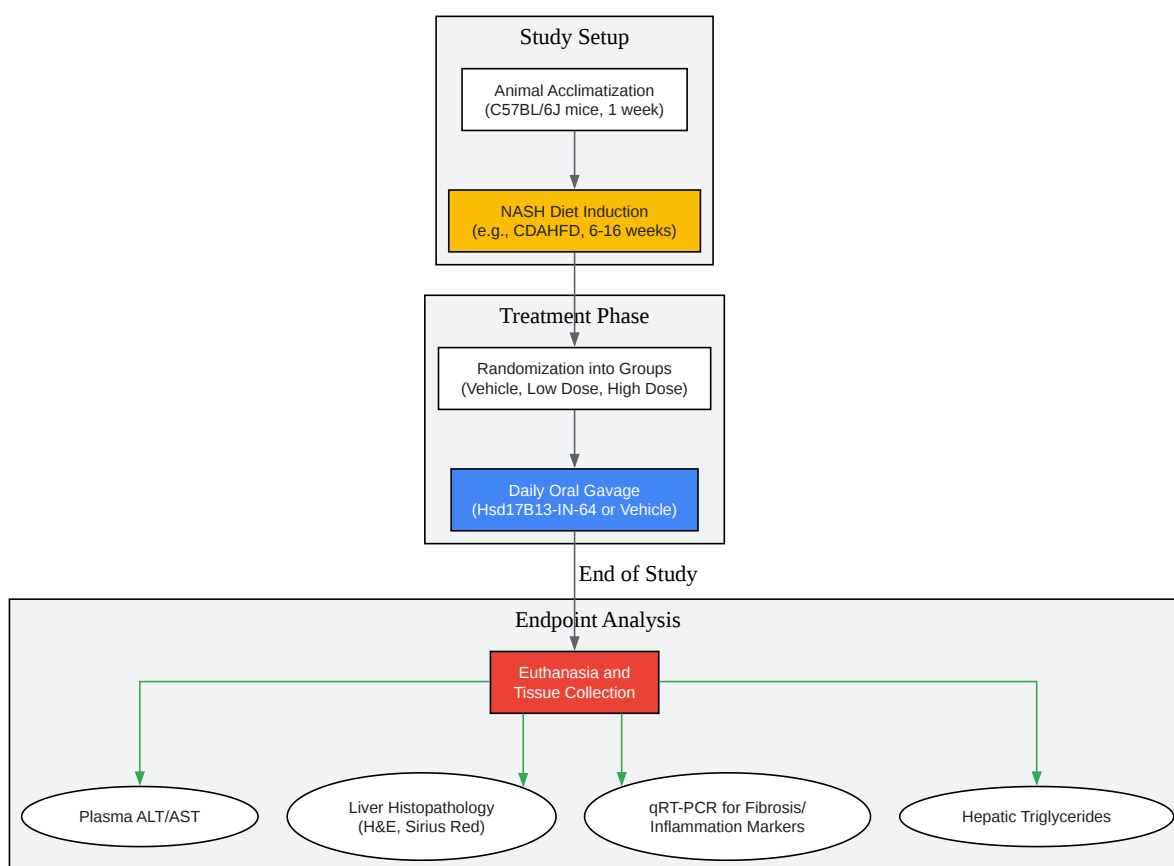 Study Setup
Animal Acclimatization
(C57BL/6J mice, 1 week)
NASH Diet Induction
(e.g., CDAHFD, 6-16 weeks)
Treatment Phase
Randomization into Groups
(Vehicle, Low Dose, High Dose)
Daily Oral Gavage
(Hsd17B13-IN-64 or Vehicle)
End of Study
Endpoint Analysis
Euthanasia and
Tissue Collection
Plasma ALT/AST
Liver Histopathology
(H&E, Sirius Red)
qRT-PCR for Fibrosis/
Inflammation Markers
Hepatic Triglycerides